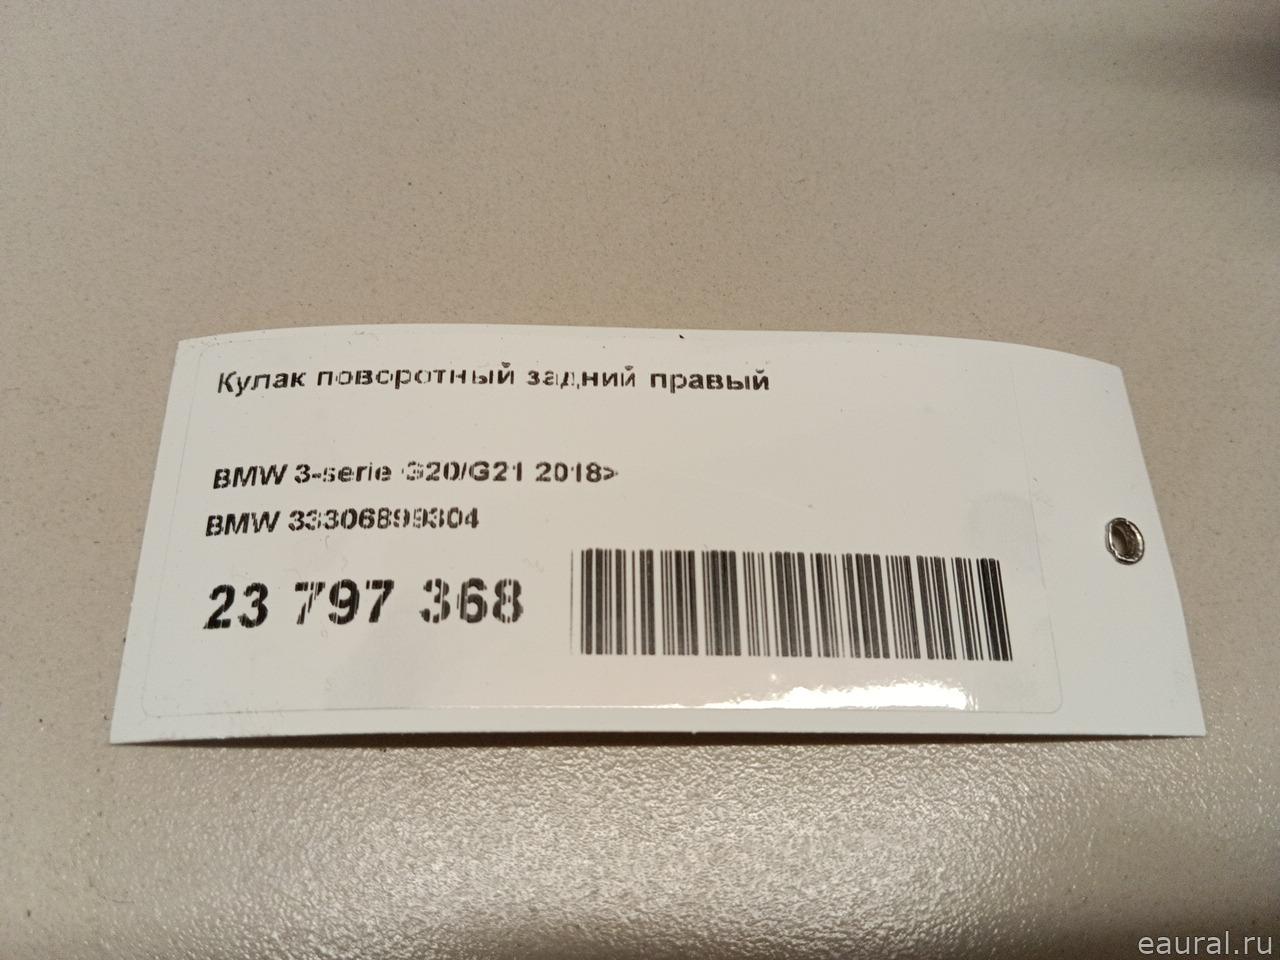 Кулак поворотный задний правый
BMW 3-serie G20/G21 2018>
BMW 33306899304
23 797 368
eaural.ru